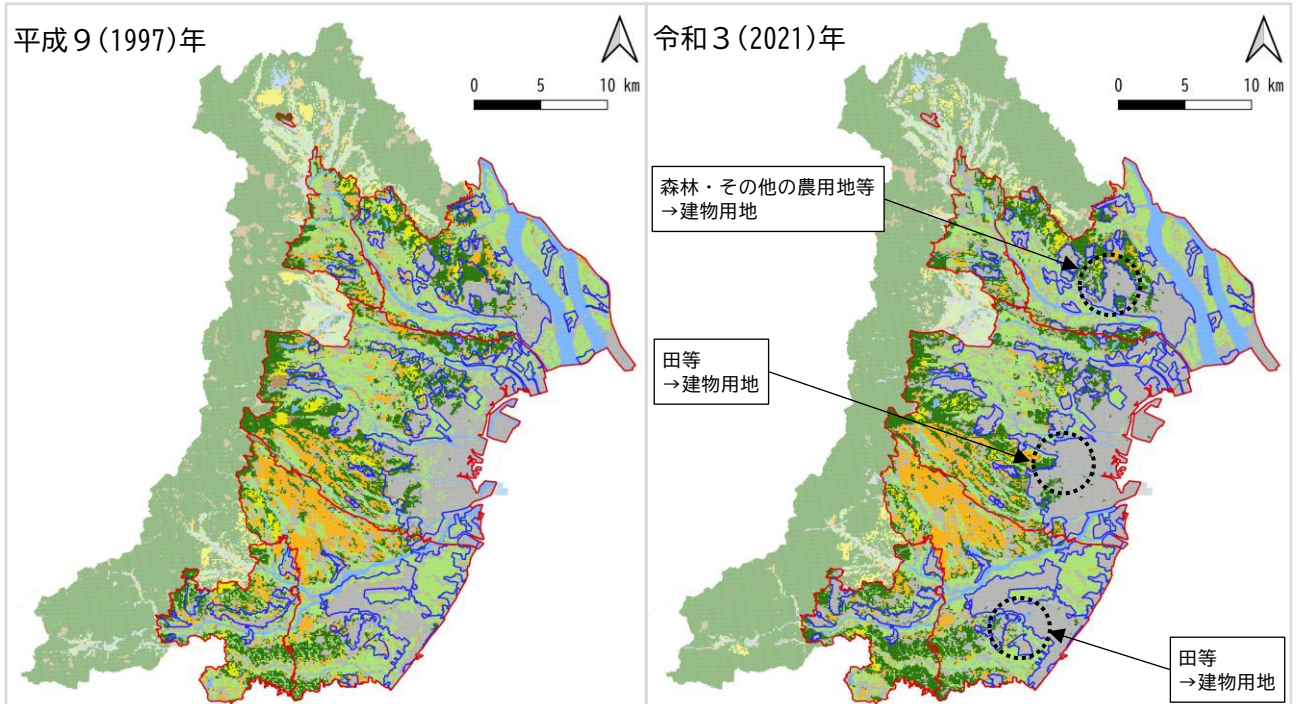 平成９(1997)年
0 5 10 km
令和３(2021)年
0 5 10 km
森林・その他の農用地等
→建物用地
田等
→建物用地
田等
→建物用地